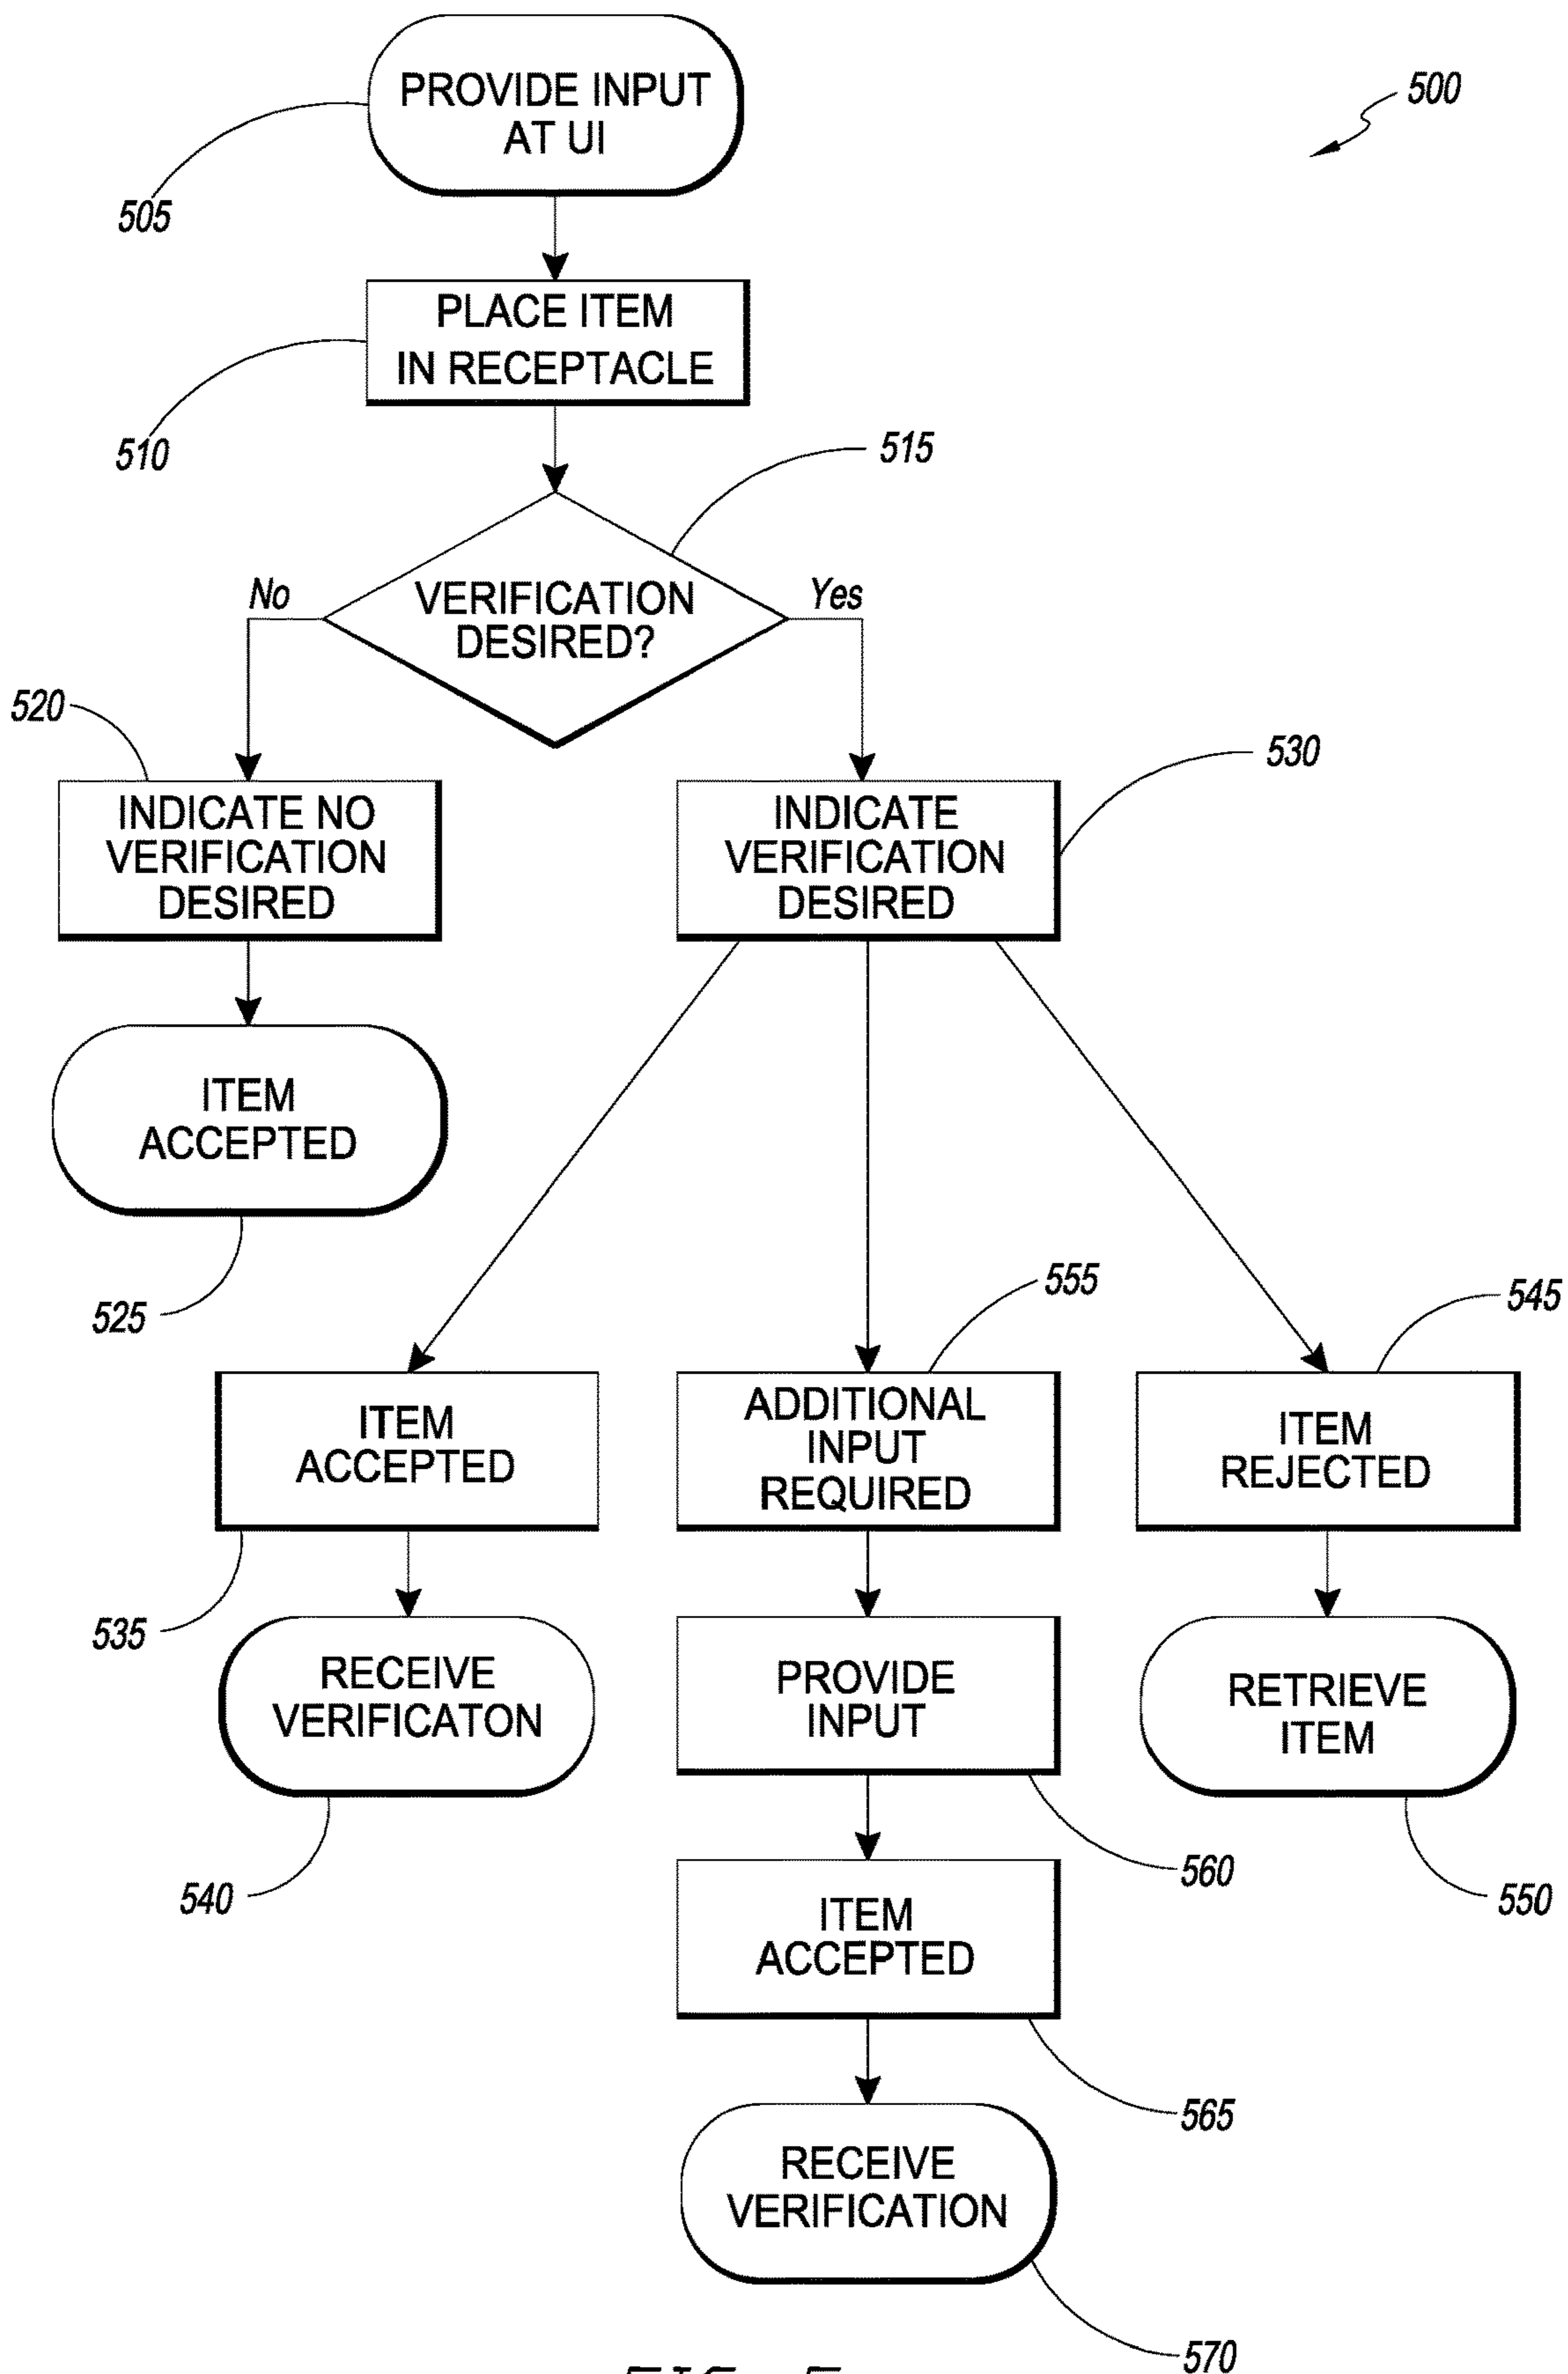 PROVIDE INPUT
AT UI
500
505
PLACE ITEM
IN RECEPTACLE
510
515
No
VERIFICATION
DESIRED?
Yes
520
530
INDICATE NO
VERIFICATION
DESIRED
INDICATE
VERIFICATION
DESIRED
ITEM
ACCEPTED
525
555
545
ITEM
ACCEPTED
ADDITIONAL
INPUT
REQUIRED
ITEM
REJECTED
535
RECEIVE
VERIFICATON
PROVIDE
INPUT
RETRIEVE
ITEM
540
560
550
ITEM
ACCEPTED
565
RECEIVE
VERIFICATION
570